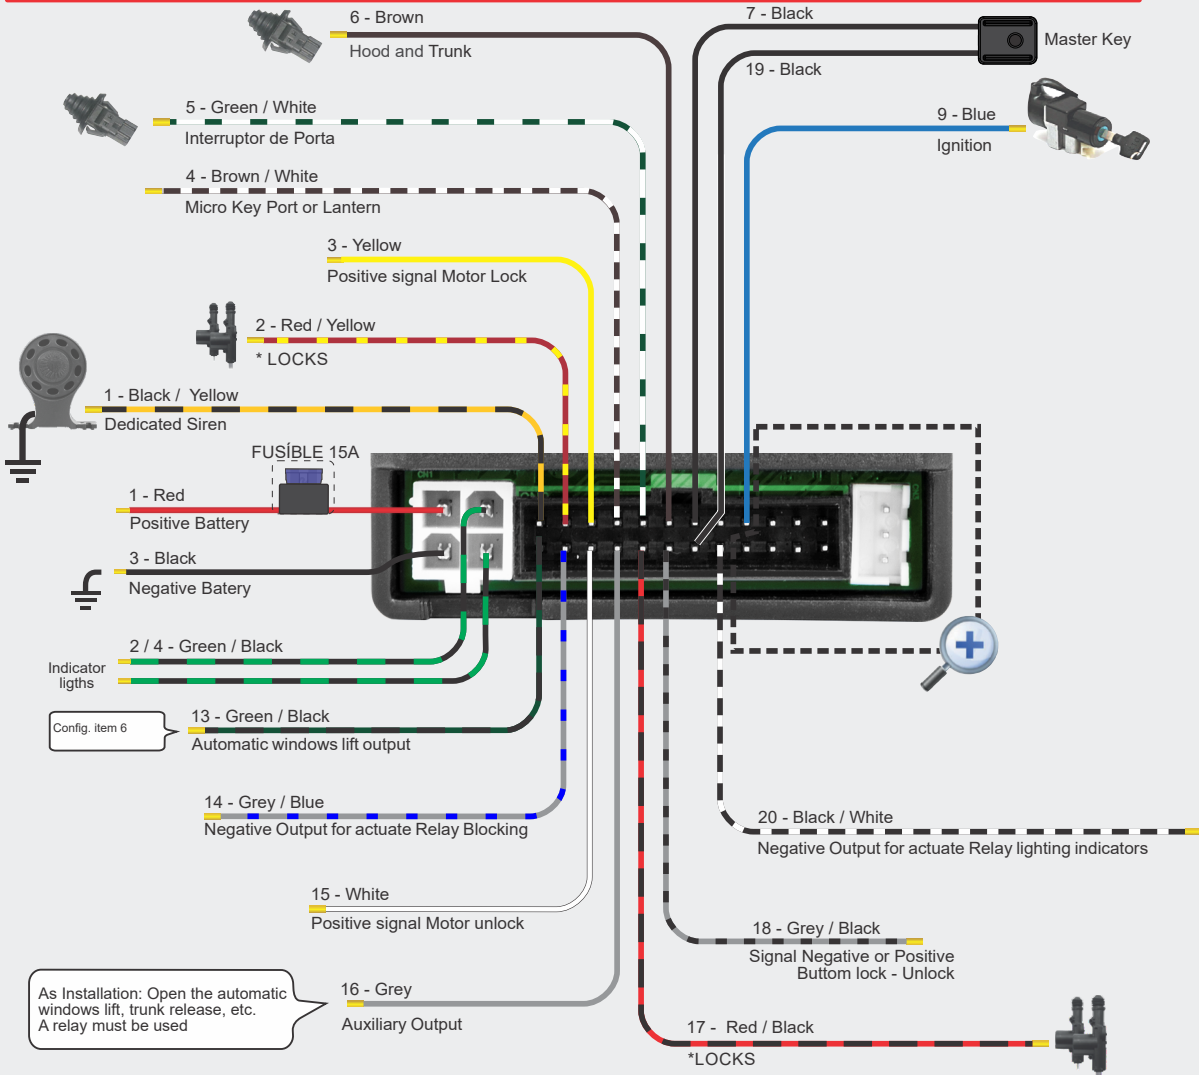 6 - Brown
Hood and Trunk
7 - Black
Master Key
19 - Black
5 - Green / White
Interruptor de Porta
9 - Blue
Ignition
4 - Brown / White
Micro Key Port or Lantern
3 - Yellow
Positive signal Motor Lock
2 - Red / Yellow
* LOCKS
1 - Black / Yellow
Dedicated Siren
FUSÍBLE 15A
1 - Red
Positive Battery
3 - Black
Negative Batery
CN1
2 / 4 - Green / Black
Indicator
ligths
Config. item 6
13 - Green / Black
Automatic windows lift output
14 - Grey / Blue
Negative Output for actuate Relay Blocking
20 - Black / White
Negative Output for actuate Relay lighting indicators
15 - White
Positive signal Motor unlock
18 - Grey / Black
Signal Negative or Positive
Buttom lock - Unlock
As Installation: Open the automatic
windows lift, trunk release, etc.
A relay must be used
16 - Grey
Auxiliary Output
17 - Red / Black
*LOCKS